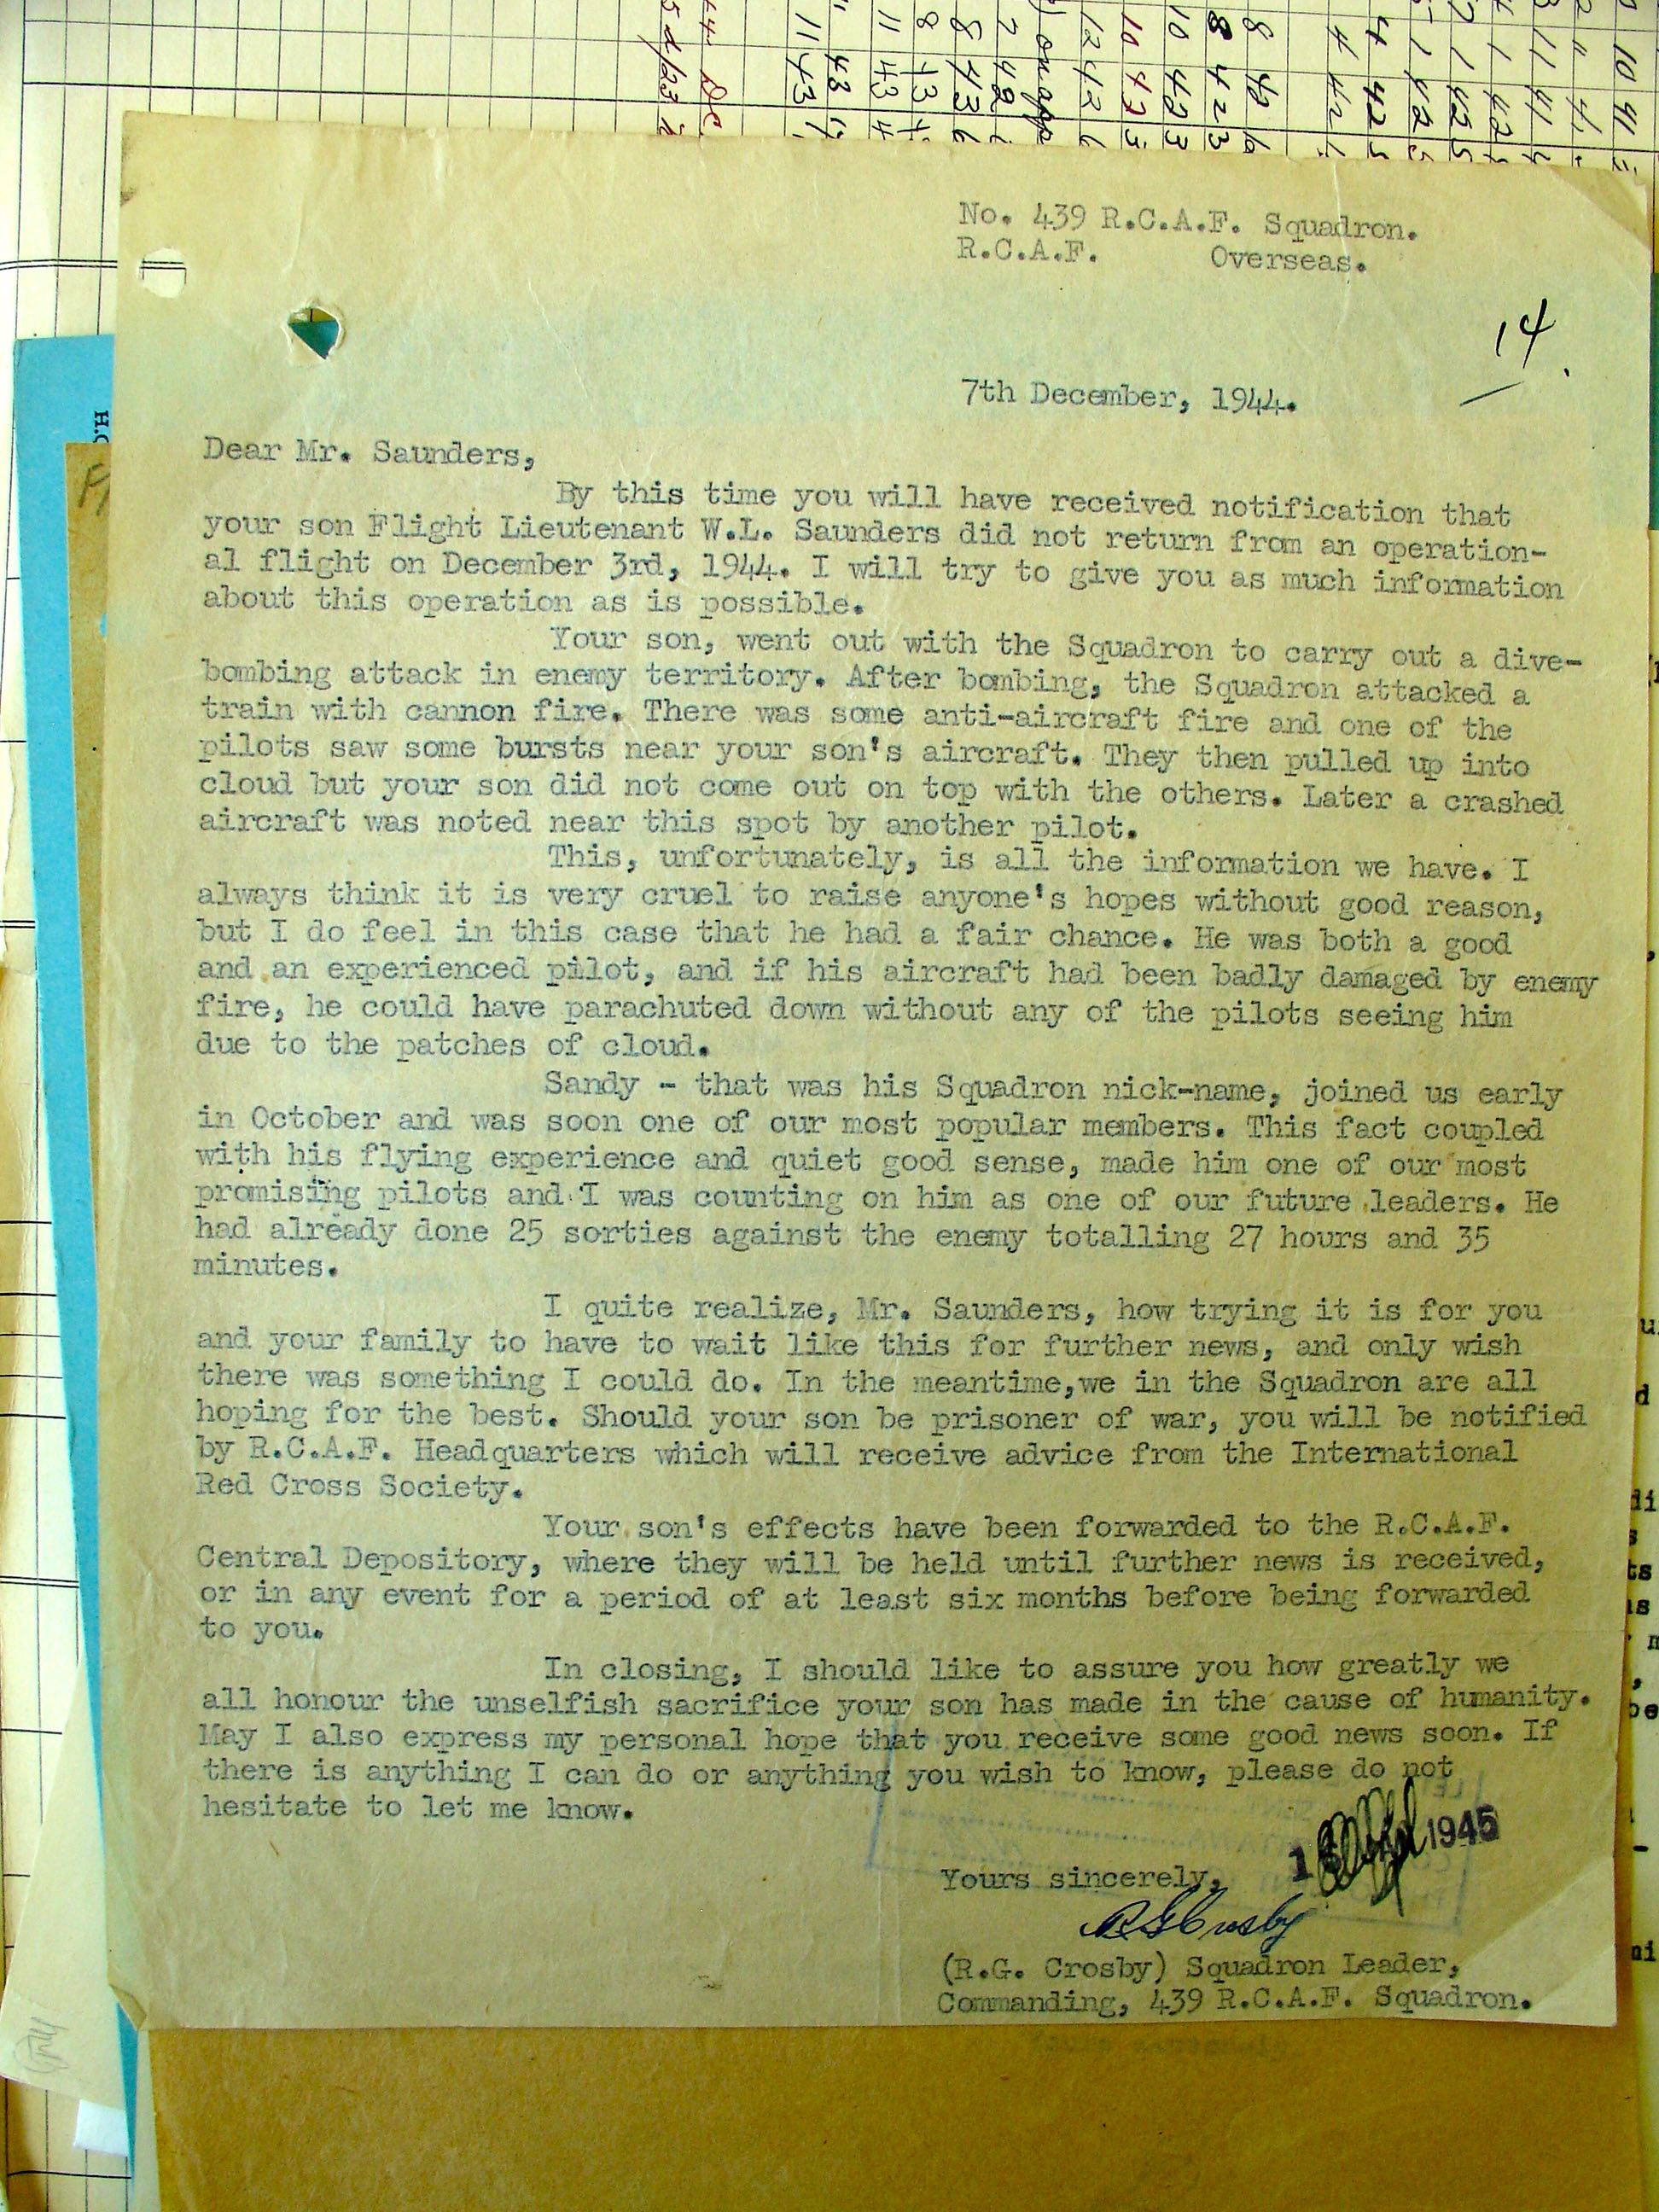 No. 439 R.C.A.F. Squadron.
R.C.A.F. Overseas.
14
7th December, 1944.
Dear Mr. Saunders,
By this time you will have received notification that
your son Flight Lieutenant W.L. Saunders did not return from an operation-
al flight on December 3rd, 1944. I will try to give you as much information
about this operation as is possible.
Your son, went out with the Squadron to carry out a dive-
bombing attack in enemy territory. After bombing, the Squadron attacked a
train with cannon fire. There was some anti-aircraft fire and one of the
pilots saw some bursts near your son's aircraft. They then pulled up into
cloud but your son did not come out on top with the others. Later a crashed
aircraft was noted near this spot by another pilot.
This, unfortunately, is all the information we have. I
always think it is very cruel to raise anyone's hopes without good reason,
but I do feel in this case that he had a fair chance. He was both a good
and an experienced pilot, and if his aircraft had been badly damaged by enemy
fire, he could have parachuted down without any of the pilots seeing him
due to the patches of cloud.
Sandy - that was his Squadron nick-name, joined us early
in October and was soon one of our most popular members. This fact coupled
with his flying experience and quiet good sense, made him one of our most
promising pilots and I was counting on him as one of our future leaders. He
had already done 25 sorties against the enemy totalling 27 hours and 35
minutes.
I quite realize, Mr. Saunders, how trying it is for you
and your family to have to wait like this for further news, and only wish
there was something I could do. In the meantime,we in the Squadron are all
hoping for the best. Should your son be prisoner of war, you will be notified
by R.C.A.F. Headquarters which will receive advice from the International
Red Cross Society.
Your son's effects have been forwarded to the R.C.A.F.
Central Depository, where they will be held until further news is received,
or in any event for a period of at least six months before being forwarded
to you.
In closing, I should like to assure you how greatly we
all honour the unselfish sacrifice your son has made in the cause of humanity.
May I also express my personal hope that you receive some good news soon. If
there is anything I can do or anything you wish to know, please do not
hesitate to let me know.
1945
Yours sincerely,
RG Crosby
(R.G. Crosby) Squadron Leader,
Commanding, 439 R.C.A.F. Squadron.